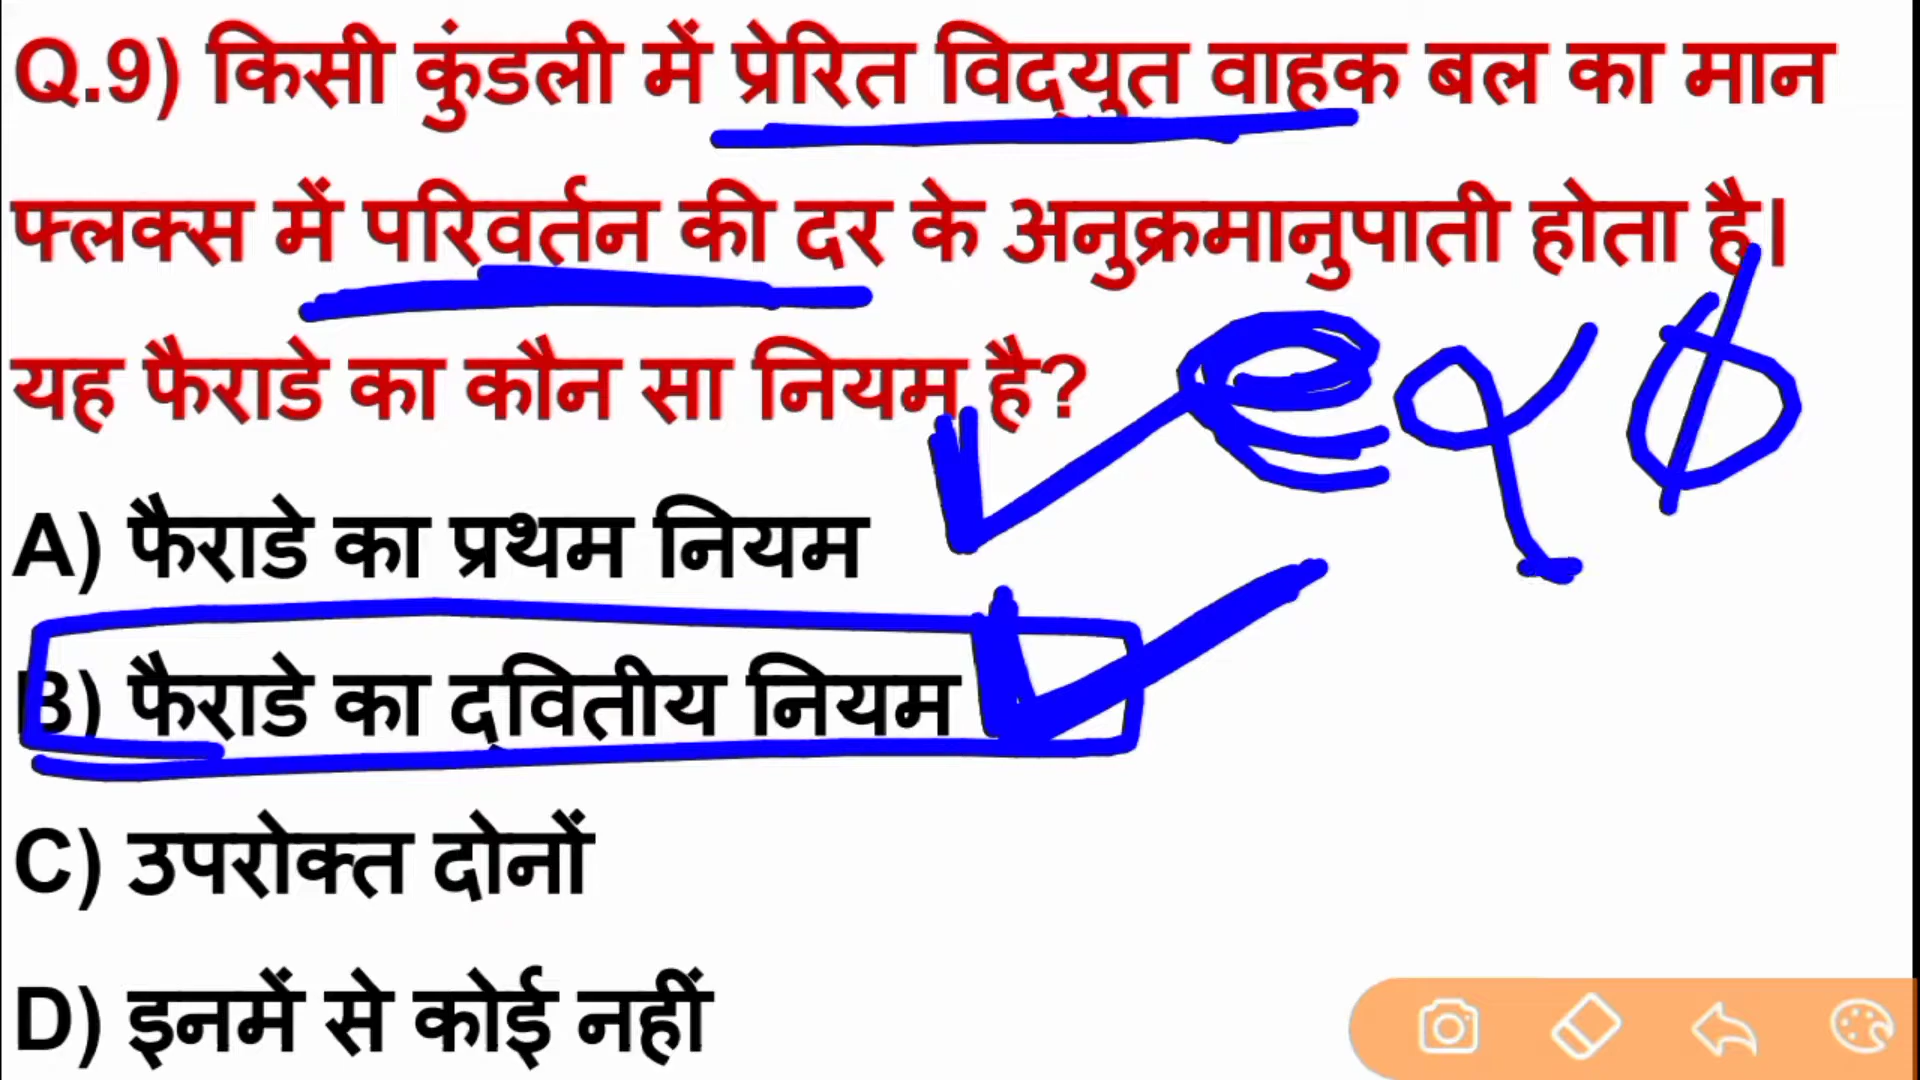 Q.9) किसी कुंडली में प्रेरित विद्युत वाहक बल का मान
फ्लक्स में परिवर्तन की दर के अनुक्रमानुपाती होता है।
यह फैराडे का कौन सा नियम है?
e α ϕ
A) फैराडे का प्रथम नियम
B) फैराडे का द्वितीय नियम
C) उपरोक्त दोनों
D) इनमें से कोई नहीं